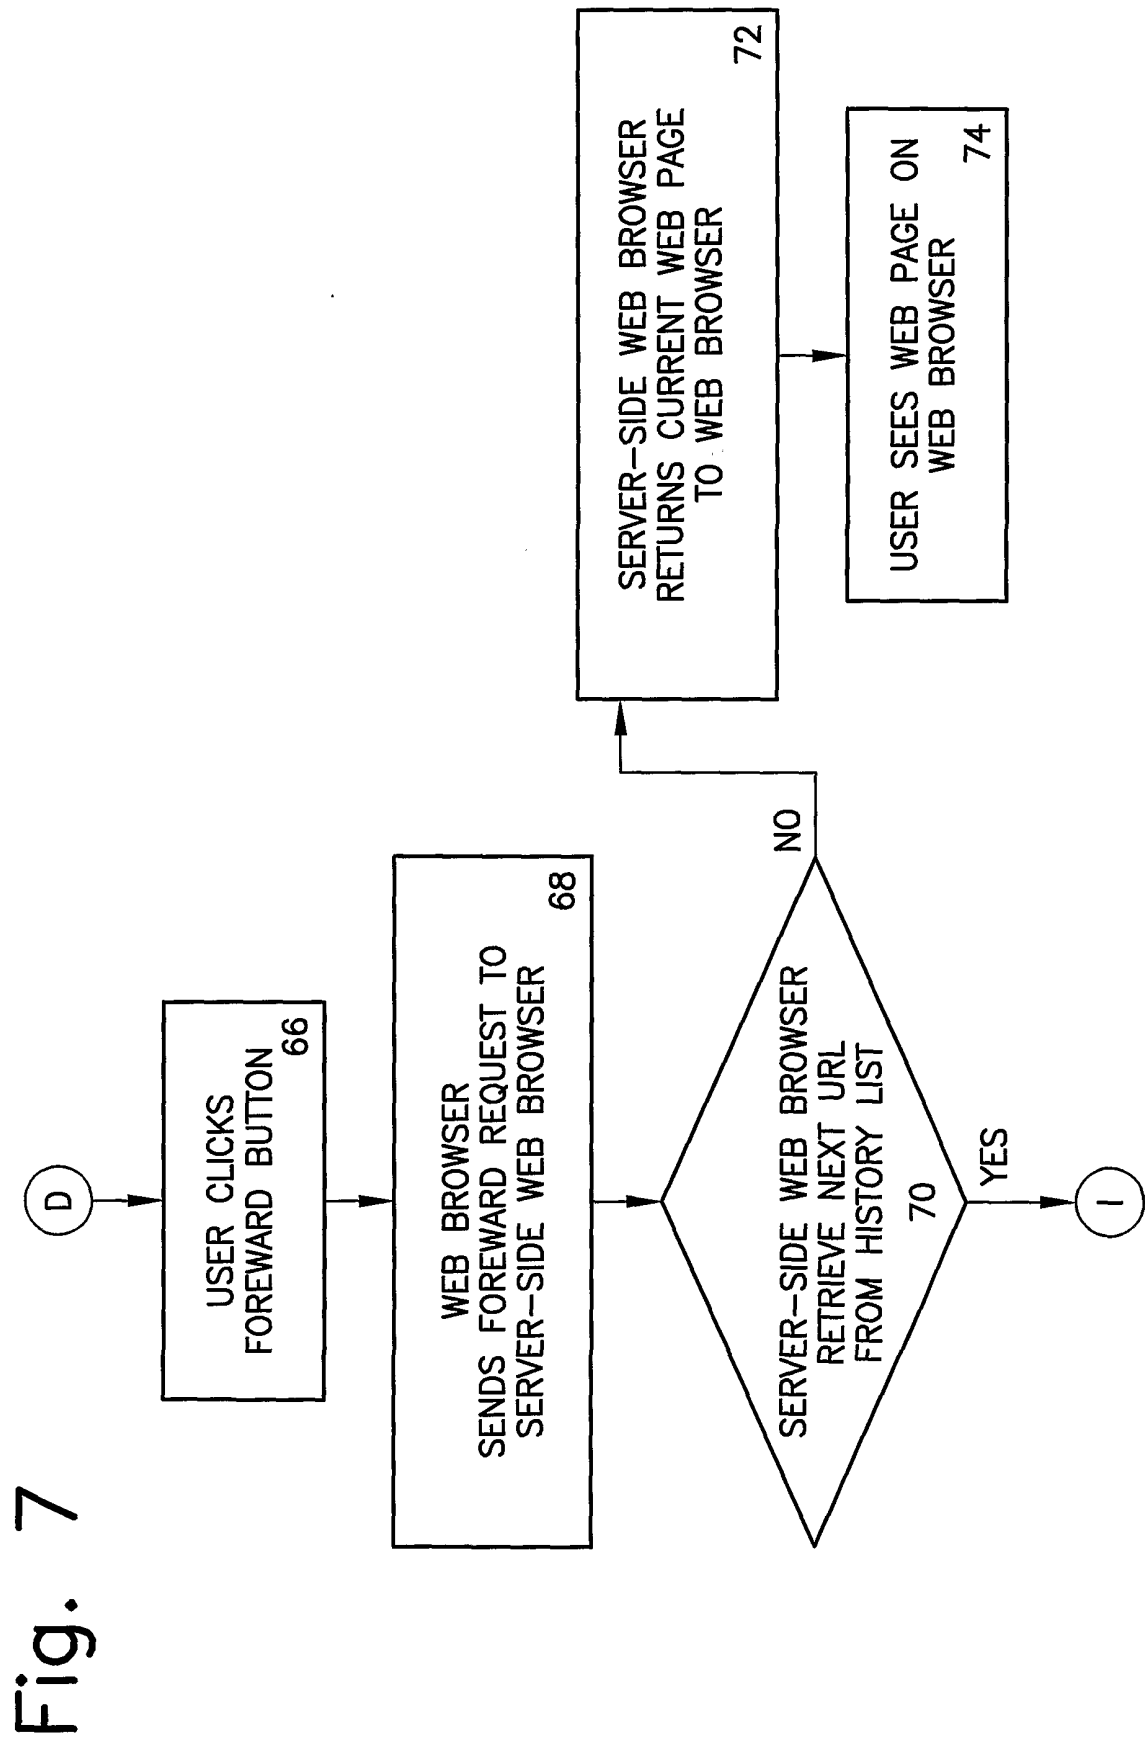 Fig. 7
D
USER CLICKS
FOREWARD BUTTON
66
WEB BROWSER
SENDS FOREWARD REQUEST TO
SERVER–SIDE WEB BROWSER
68
SERVER–SIDE WEB BROWSER
RETRIEVE NEXT URL
FROM HISTORY LIST
70
NO
YES
I
SERVER–SIDE WEB BROWSER
RETURNS CURRENT WEB PAGE
TO WEB BROWSER
72
USER SEES WEB PAGE ON
WEB BROWSER
74